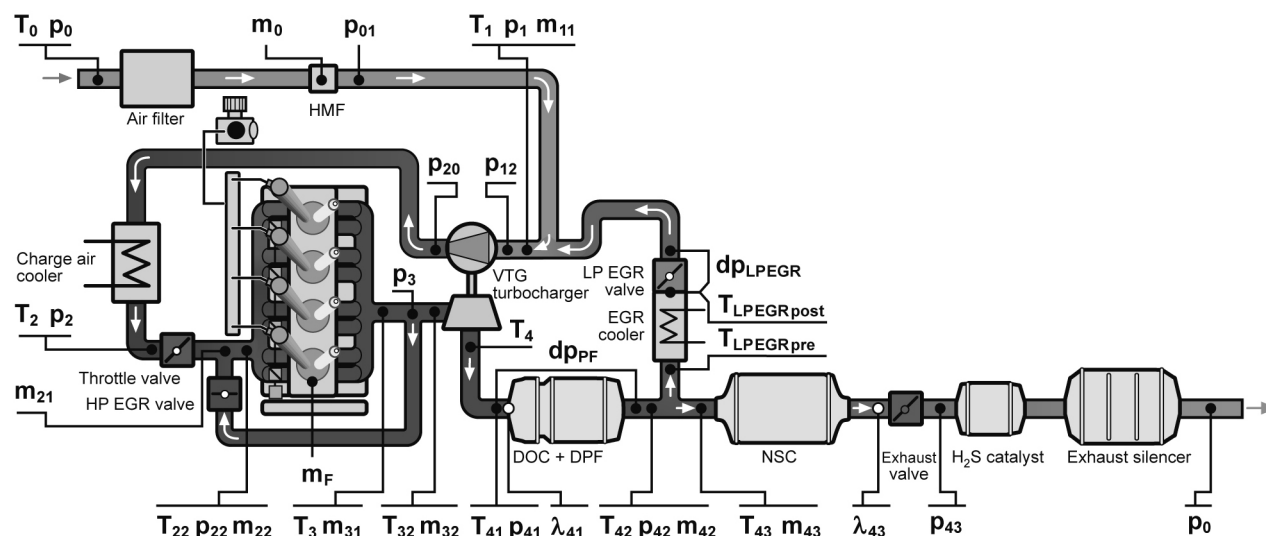 T0 p0
m0
p01
T1 p1 m11
Air filter
HMF
p20
p12
Charge air
cooler
VTG
turbocharger
LP EGR
valve
dpLPEGR
p3
EGR
cooler
TLPEGRpost
T2 p2
T4
TLPEGRpre
dpPF
Throttle valve
m21
HP EGR valve
DOC + DPF
NSC
Exhaust
valve
H2S catalyst
Exhaust silencer
mF
T22 p22 m22
T3 m31
T32 m32
T41 p41 λ41
T42 p42 m42
T43 m43
λ43
p43
p0